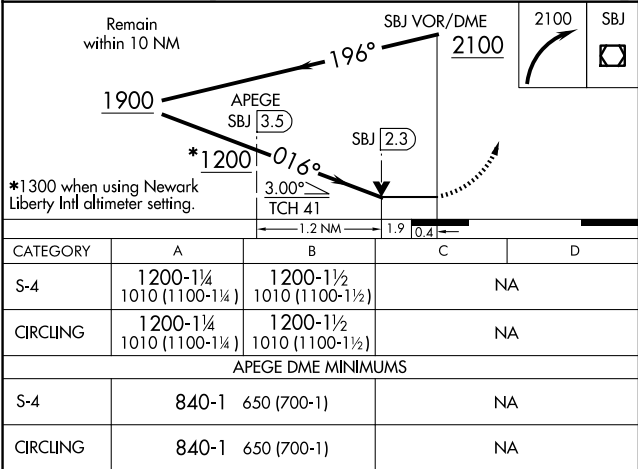 Remain
within 10 NM
SBJ VOR/DME
2100
196°
2100
SBJ
1900
APEGE
SBJ 3.5
SBJ 2.3
*1200
016°
*1300 when using Newark
Liberty Intl altimeter setting.
3.00°
TCH 41
1.2 NM
1.9
0.4
CATEGORY A B C D
S-4 1200-1¼ 1200-1½ NA
1010 (1100-1¼) 1010 (1100-1½)
CIRCLING 1200-1¼ 1200-1½ NA
1010 (1100-1¼) 1010 (1100-1½)
APEGE DME MINIMUMS
S-4 840-1 650 (700-1) NA
CIRCLING 840-1 650 (700-1) NA